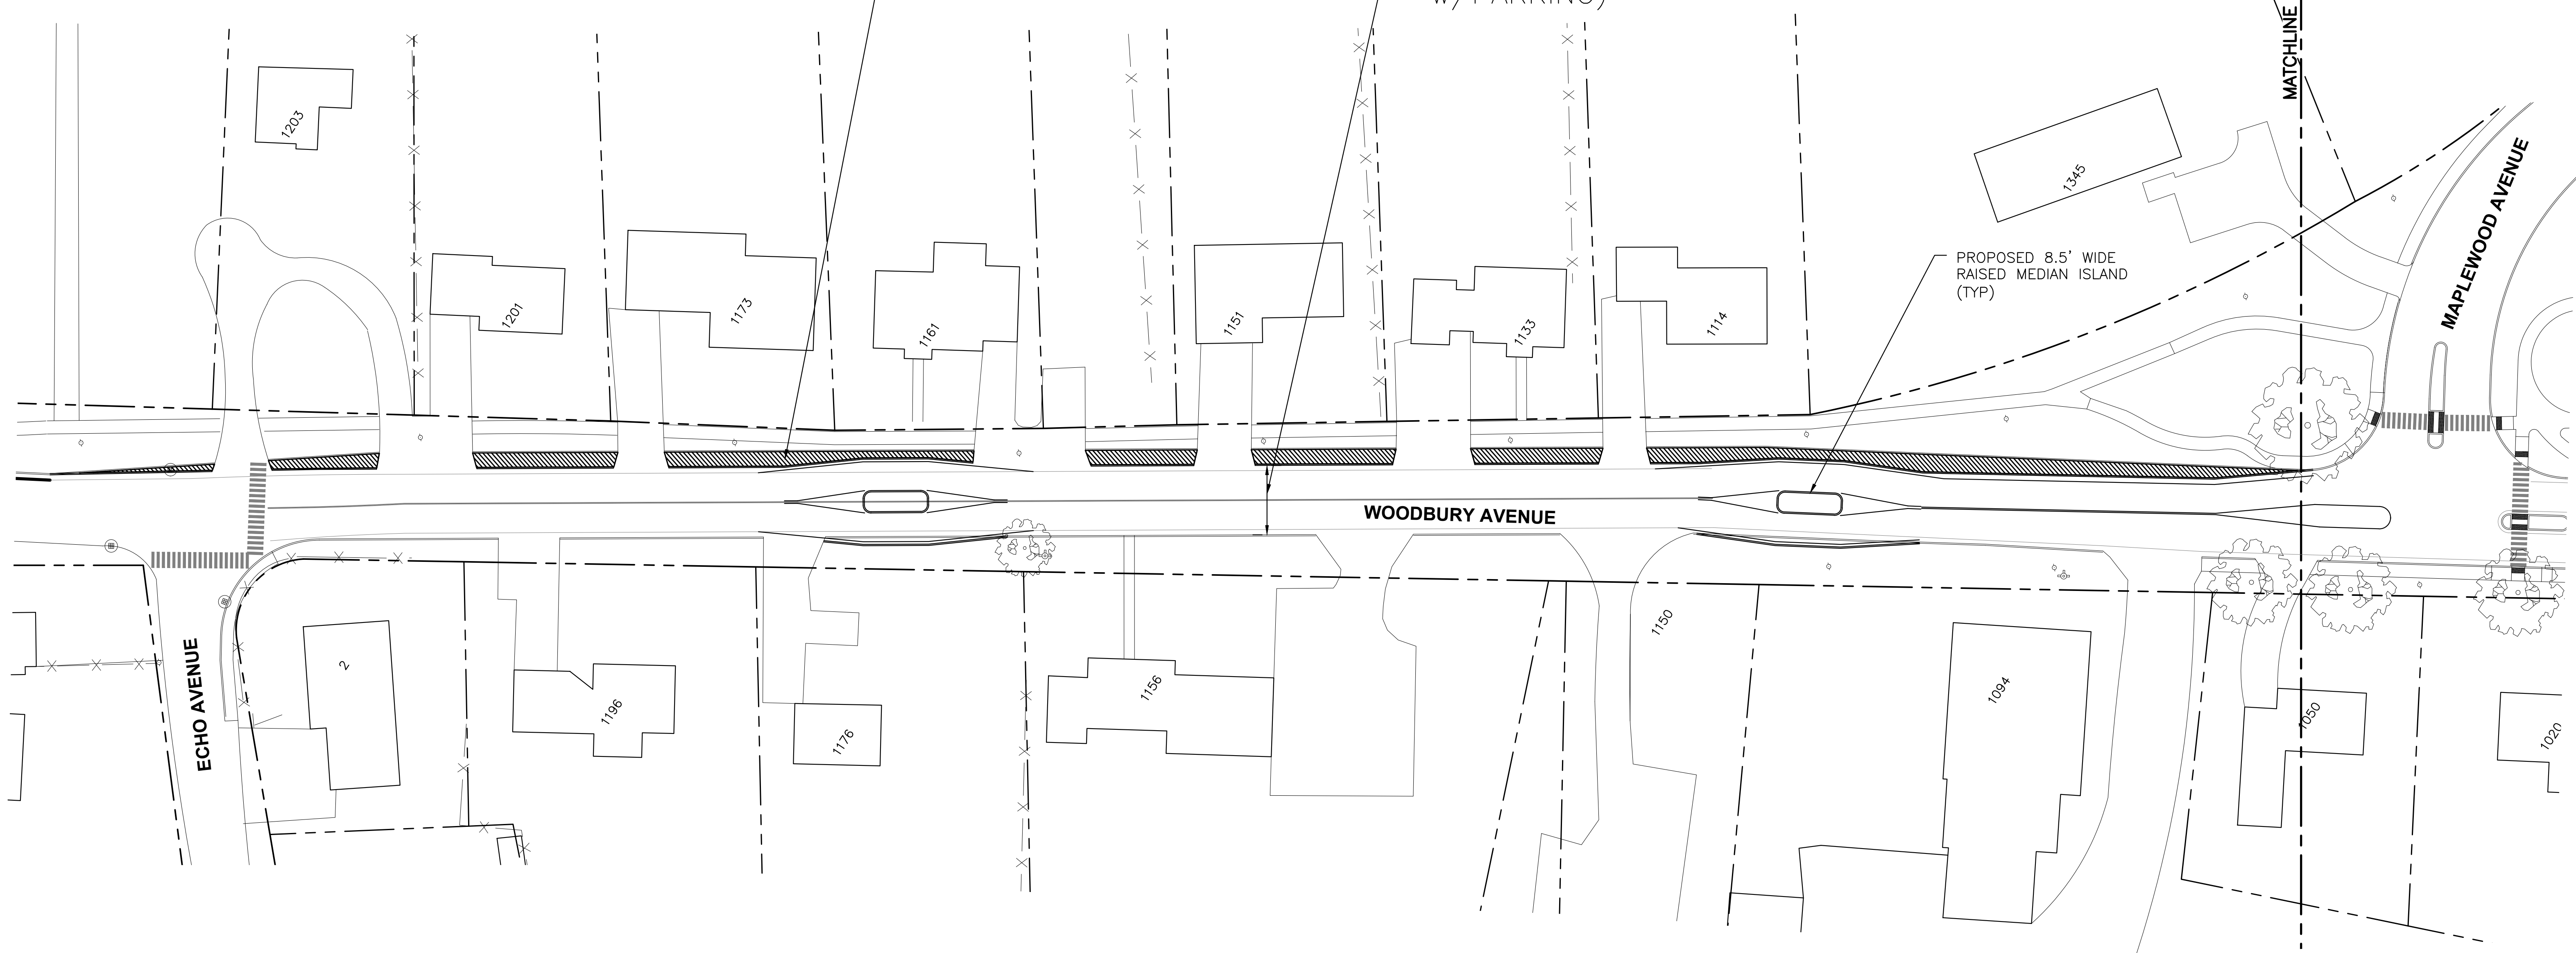 W/ PARKING)
MATCHLINE
1203
1345
MAPLEWOOD AVENUE
PROPOSED 8.5' WIDE
RAISED MEDIAN ISLAND
(TYP)
1201
1173
1161
1151
1133
1114
WOODBURY AVENUE
ECHO AVENUE
2
1196
1176
1156
1150
1094
1050
1020